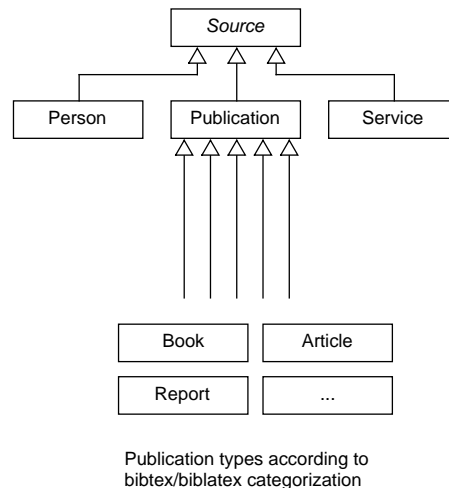 Source
Person
Publication
Service
Book
Article
Report
...
Publication types according to
bibtex/biblatex categorization